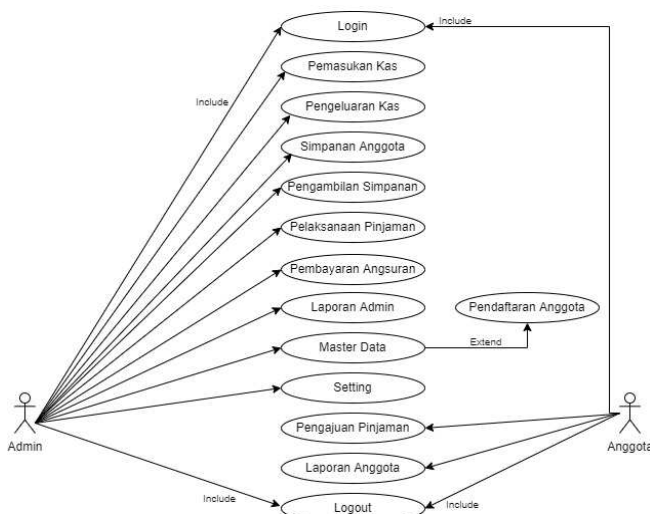 Login
Include
Pemasukan Kas
Include
Pengeluaran Kas
Simpanan Anggota
Pengambilan Simpanan
Pelaksanaan Pinjaman
Pembayaran Angsuran
Laporan Admin
Pendaftaran Anggota
Master Data
Extend
Setting
Pengajuan Pinjaman
Admin
Anggota
Laporan Anggota
Include
Logout
Include